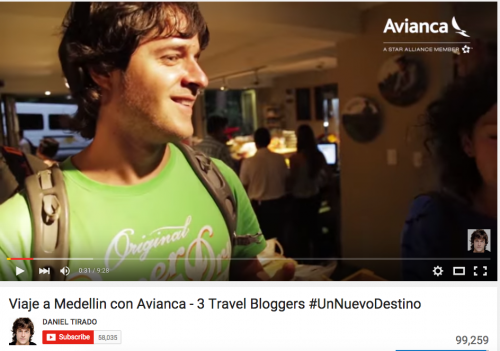 Avianca
A STAR ALLIANCE MEMBER
Original
0:31 / 9:28
Viaje a Medellin con Avianca - 3 Travel Bloggers #UnNuevoDestino
DANIEL TIRADO
Subscribe 58,035
99,259